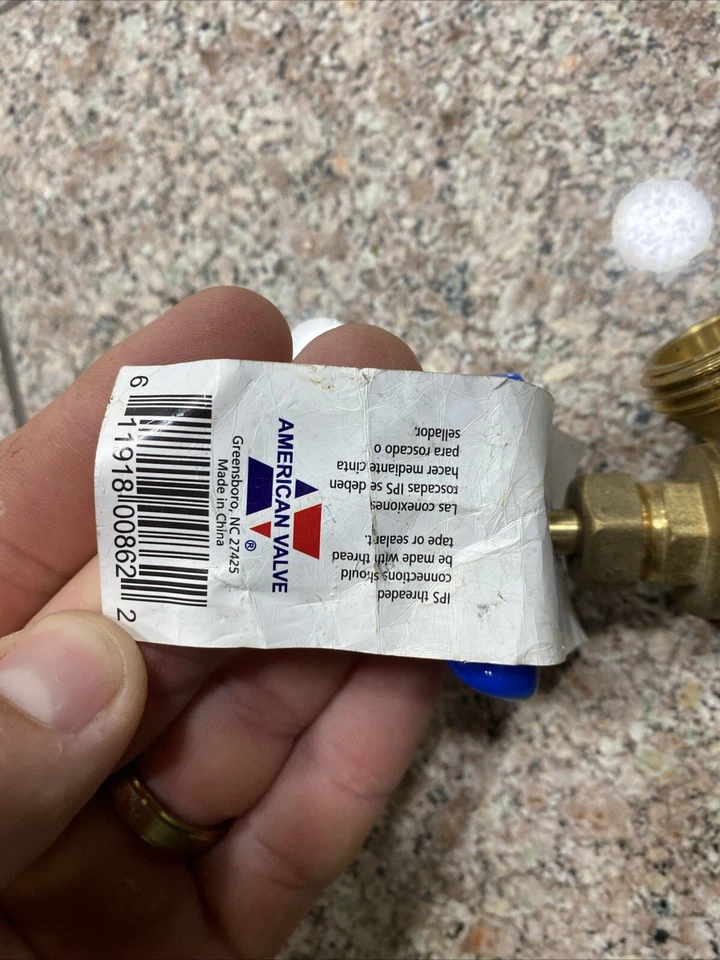 IPS threaded
connections should
be made with thread
tape or sealant.
Las conexiones
roscadas IPS se deben
hacer mediante cinta
para roscado o
sellador.
AMERICAN VALVE
®
Greensboro, NC 27425
Made in China
6 11918 00862 2